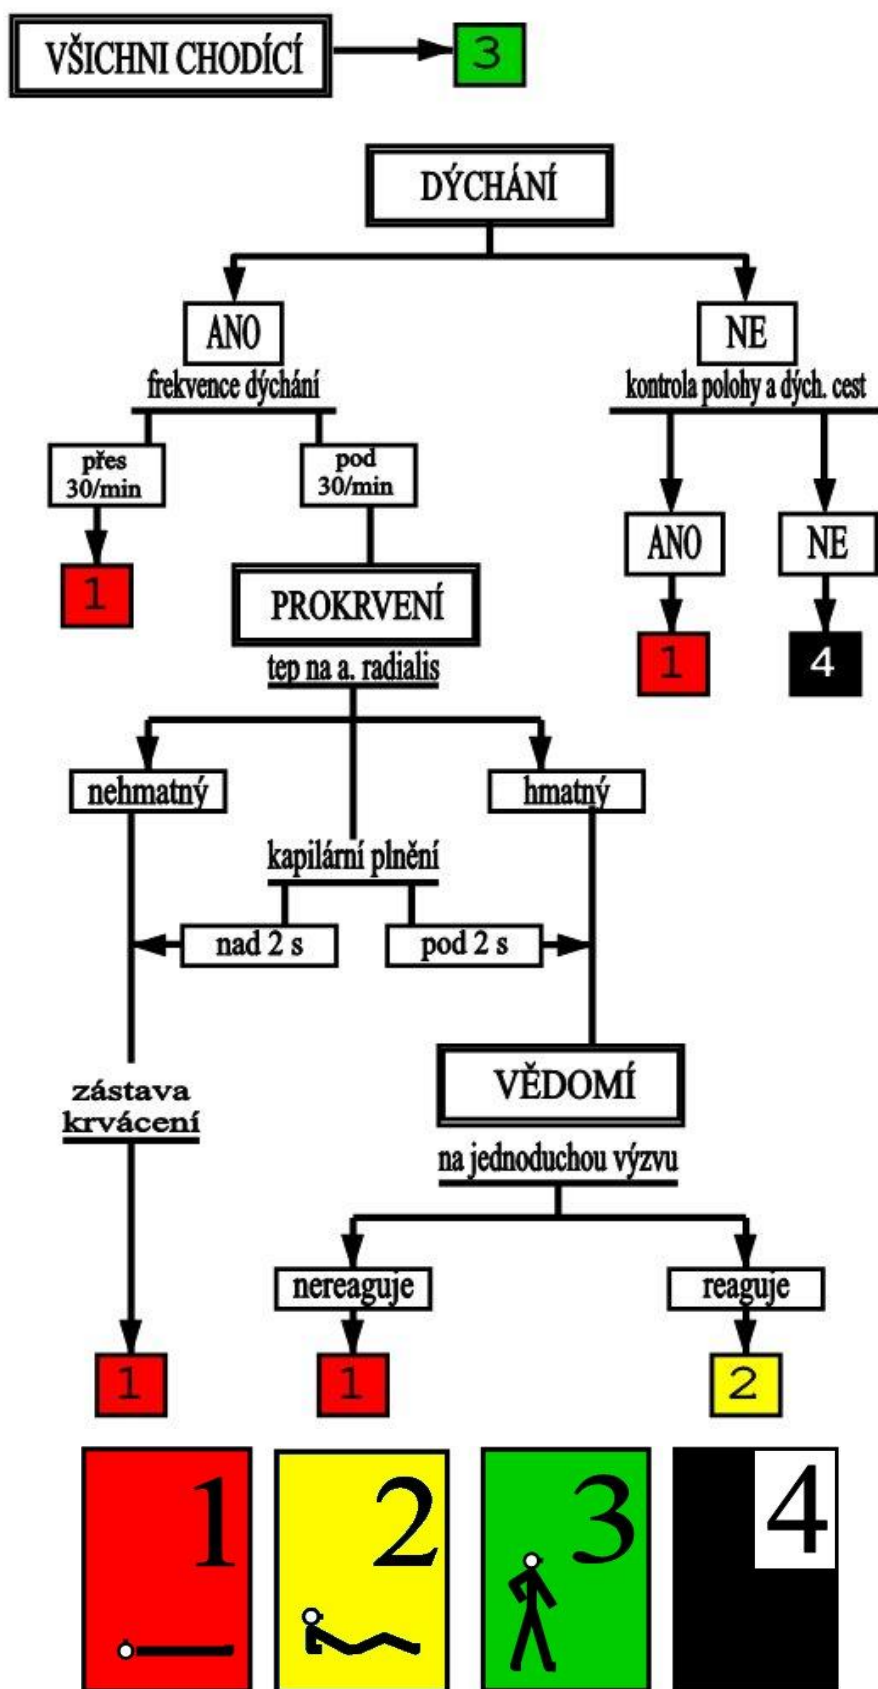 VŠICHNI CHODÍCÍ
3
DÝCHÁNÍ
ANO
NE
frekvence dýchání
kontrola polohy a dých. cest
přes
30/min
pod
30/min
ANO
NE
1
PROKRVENÍ
1
4
tep na a. radialis
nehmatný
hmatný
kapilární plnění
nad 2 s
pod 2 s
VĚDOMÍ
zástava
krvácení
na jednoduchou výzvu
nereaguje
reaguje
1
1
2
1
2
3
4